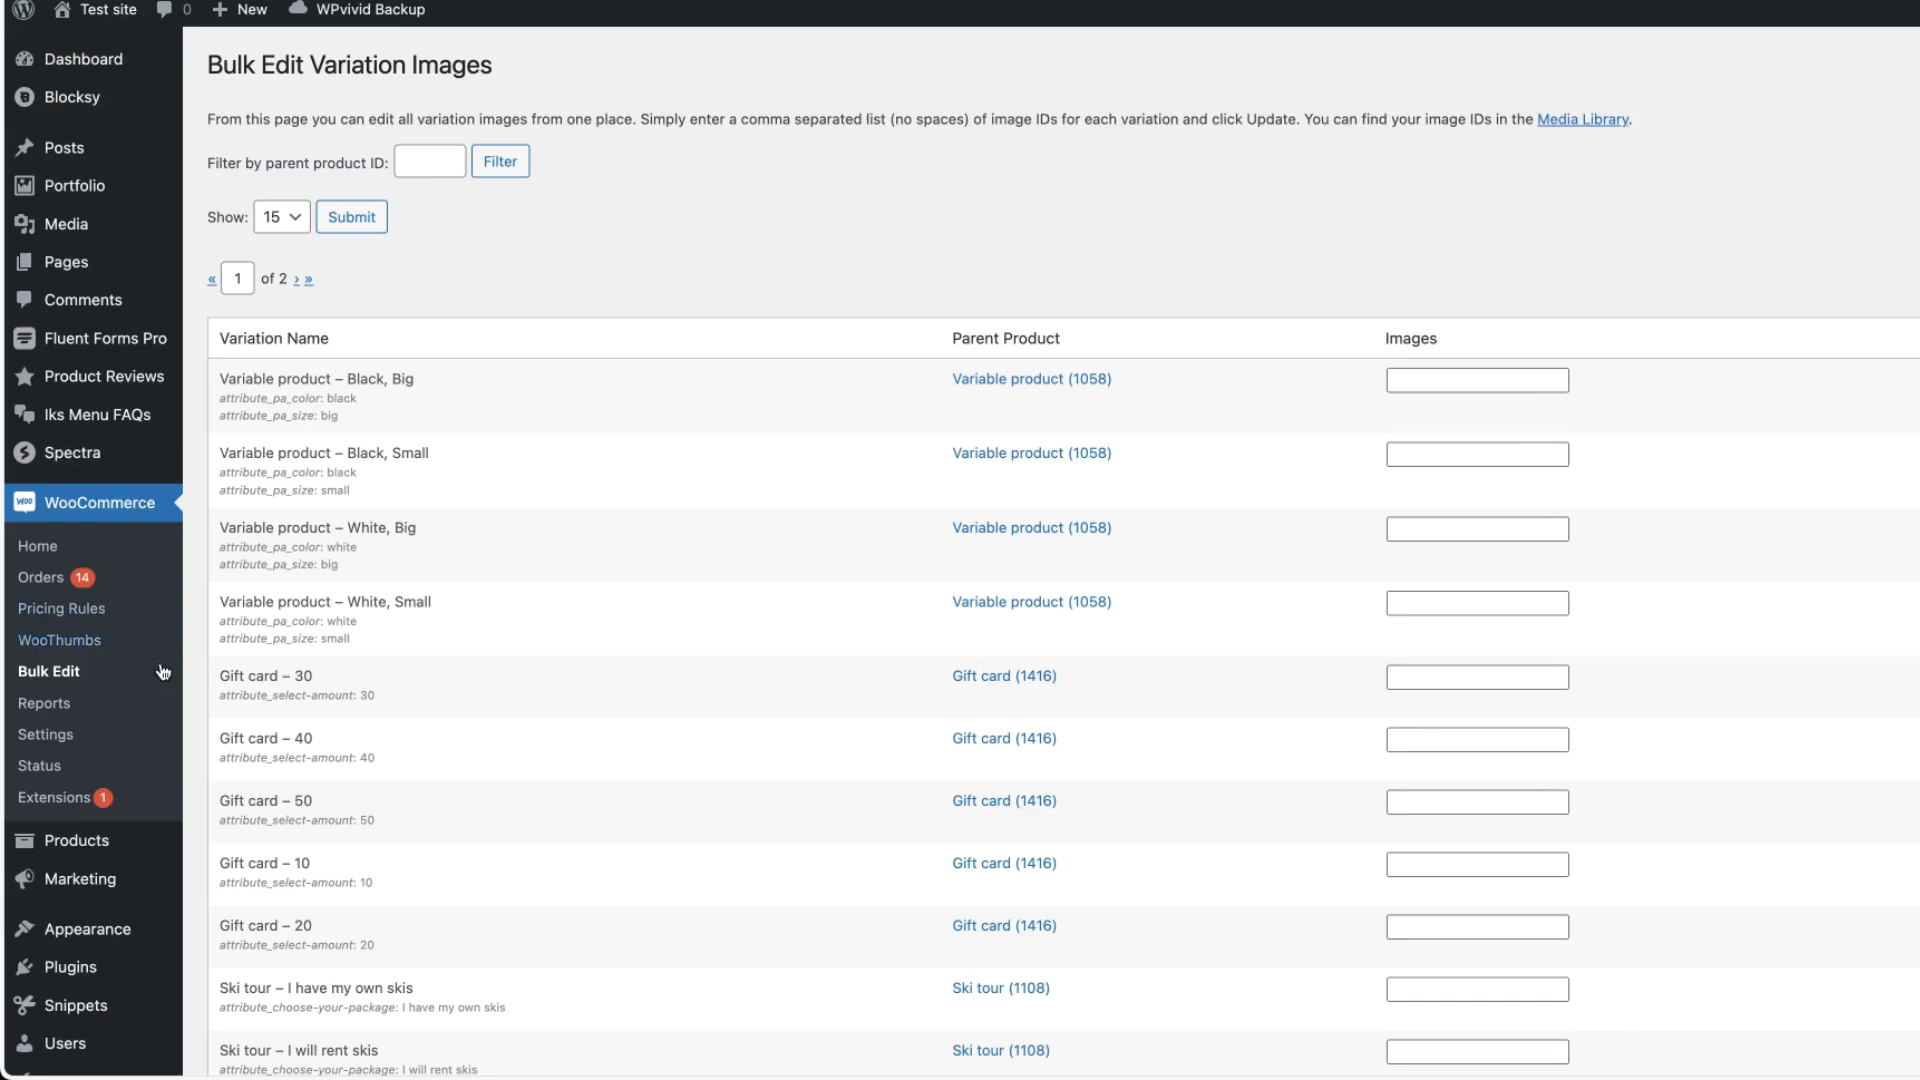 Test site 0 New WPvivid Backup
Dashboard
Blocksy
Posts
Portfolio
Media
Pages
Comments
Fluent Forms Pro
Product Reviews
Iks Menu FAQs
Spectra
woo WooCommerce
Home
Orders 14
Pricing Rules
WooThumbs
Bulk Edit
Reports
Settings
Status
Extensions 1
Products
Marketing
Appearance
Plugins
Snippets
Users
Bulk Edit Variation Images
From this page you can edit all variation images from one place. Simply enter a comma separated list (no spaces) of image IDs for each variation and click Update. You can find your image IDs in the Media Library.
Filter by parent product ID: Filter
Show: 15 Submit
« 1 of 2 › »
Variation Name Parent Product Images
Variable product – Black, Big Variable product (1058)
attribute_pa_color: black
attribute_pa_size: big
Variable product – Black, Small Variable product (1058)
attribute_pa_color: black
attribute_pa_size: small
Variable product – White, Big Variable product (1058)
attribute_pa_color: white
attribute_pa_size: big
Variable product – White, Small Variable product (1058)
attribute_pa_color: white
attribute_pa_size: small
Gift card – 30 Gift card (1416)
attribute_select-amount: 30
Gift card – 40 Gift card (1416)
attribute_select-amount: 40
Gift card – 50 Gift card (1416)
attribute_select-amount: 50
Gift card – 10 Gift card (1416)
attribute_select-amount: 10
Gift card – 20 Gift card (1416)
attribute_select-amount: 20
Ski tour – I have my own skis Ski tour (1108)
attribute_choose-your-package: I have my own skis
Ski tour – I will rent skis Ski tour (1108)
attribute_choose-your-package: I will rent skis